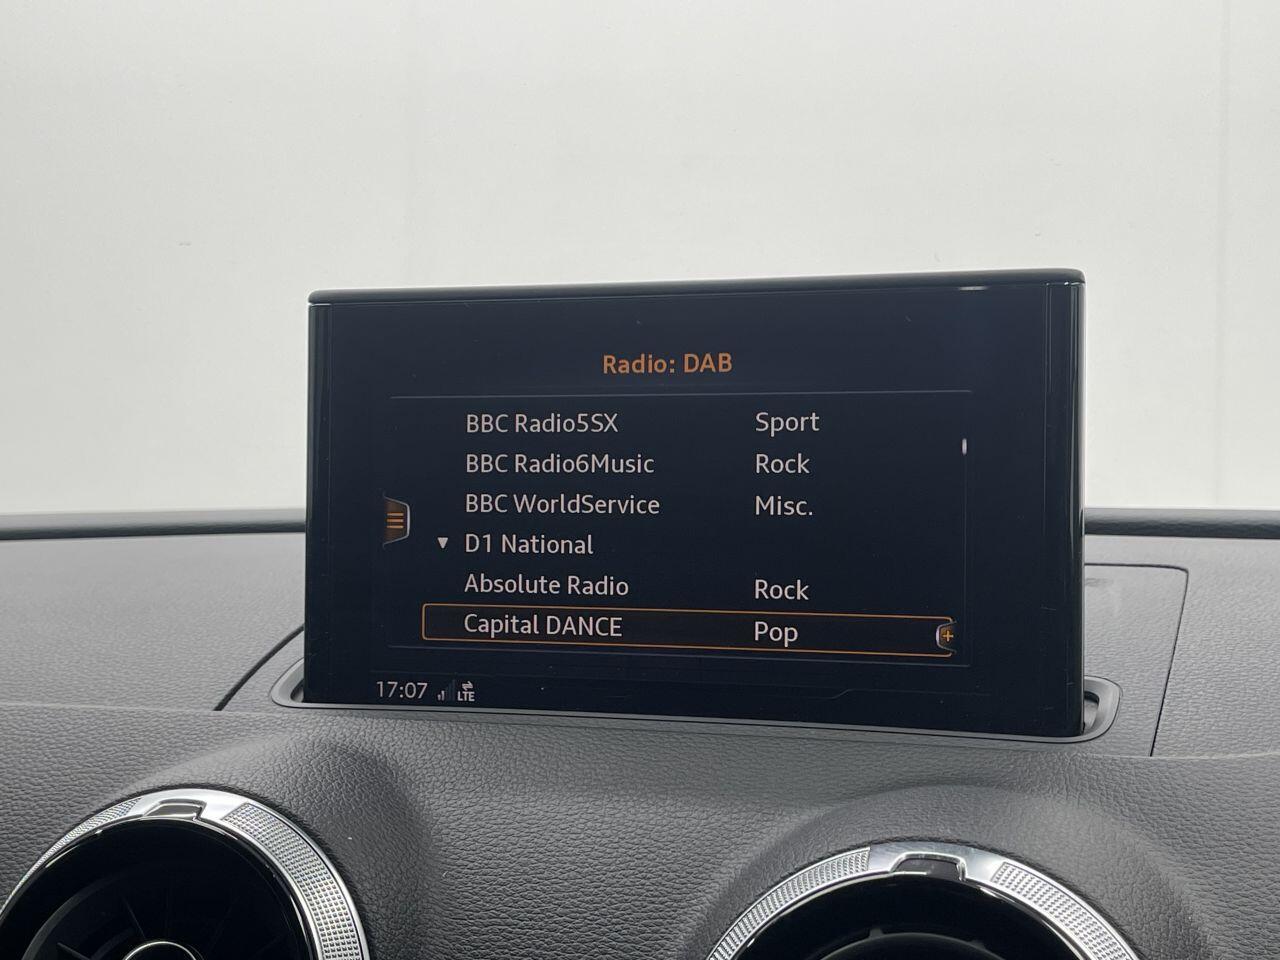 Radio: DAB
BBC Radio5SX Sport
BBC Radio6Music Rock
BBC WorldService Misc.
▼ D1 National
Absolute Radio Rock
Capital DANCE Pop
17:07 LTE